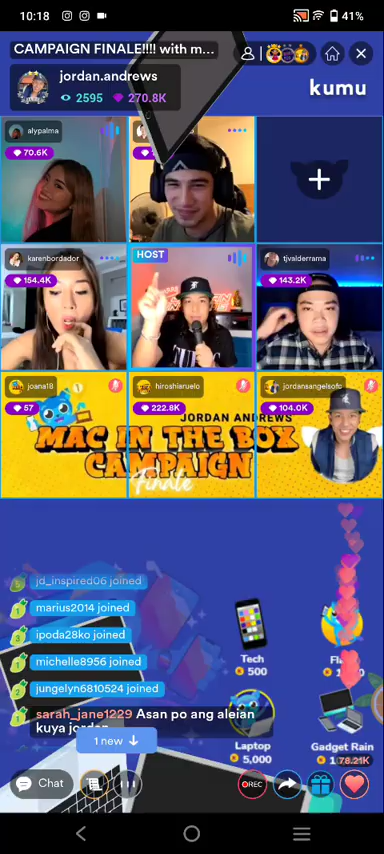 10:18
41%
CAMPAIGN FINALE!!!! with m...
jordan.andrews
2595 270.8K
kumu
alypalma
70.6K
karenbordador
154.4K
HOST
tjvalderrama
143.2K
joana18
57
hiroshiaruelo
222.8K
jordansangelsofc
104.0K
JORDAN ANDREWS
MAC IN THE BOX
CAMPAIGN
Finale
jd_inspired06 joined
marius2014 joined
ipoda28ko joined
michelle8956 joined
jungelyn6810524 joined
sarah_jane1229 Asan po ang aleian
kuya
1 new
Tech
500
Laptop
5,000
Gadget Rain
78.21K
Chat
REC